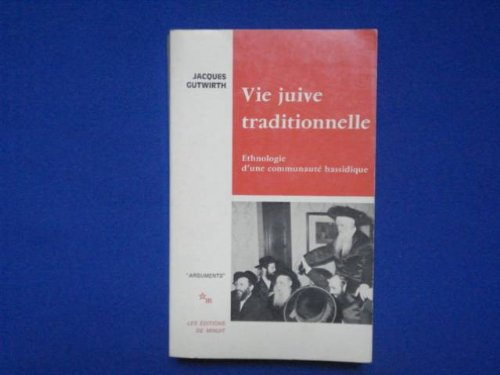 JACQUES
GUTWIRTH
Vie juive
traditionnelle
Ethnologie
d'une communauté hassidique
"ARGUMENTS"
m
LES ÉDITIONS
DE MINUIT